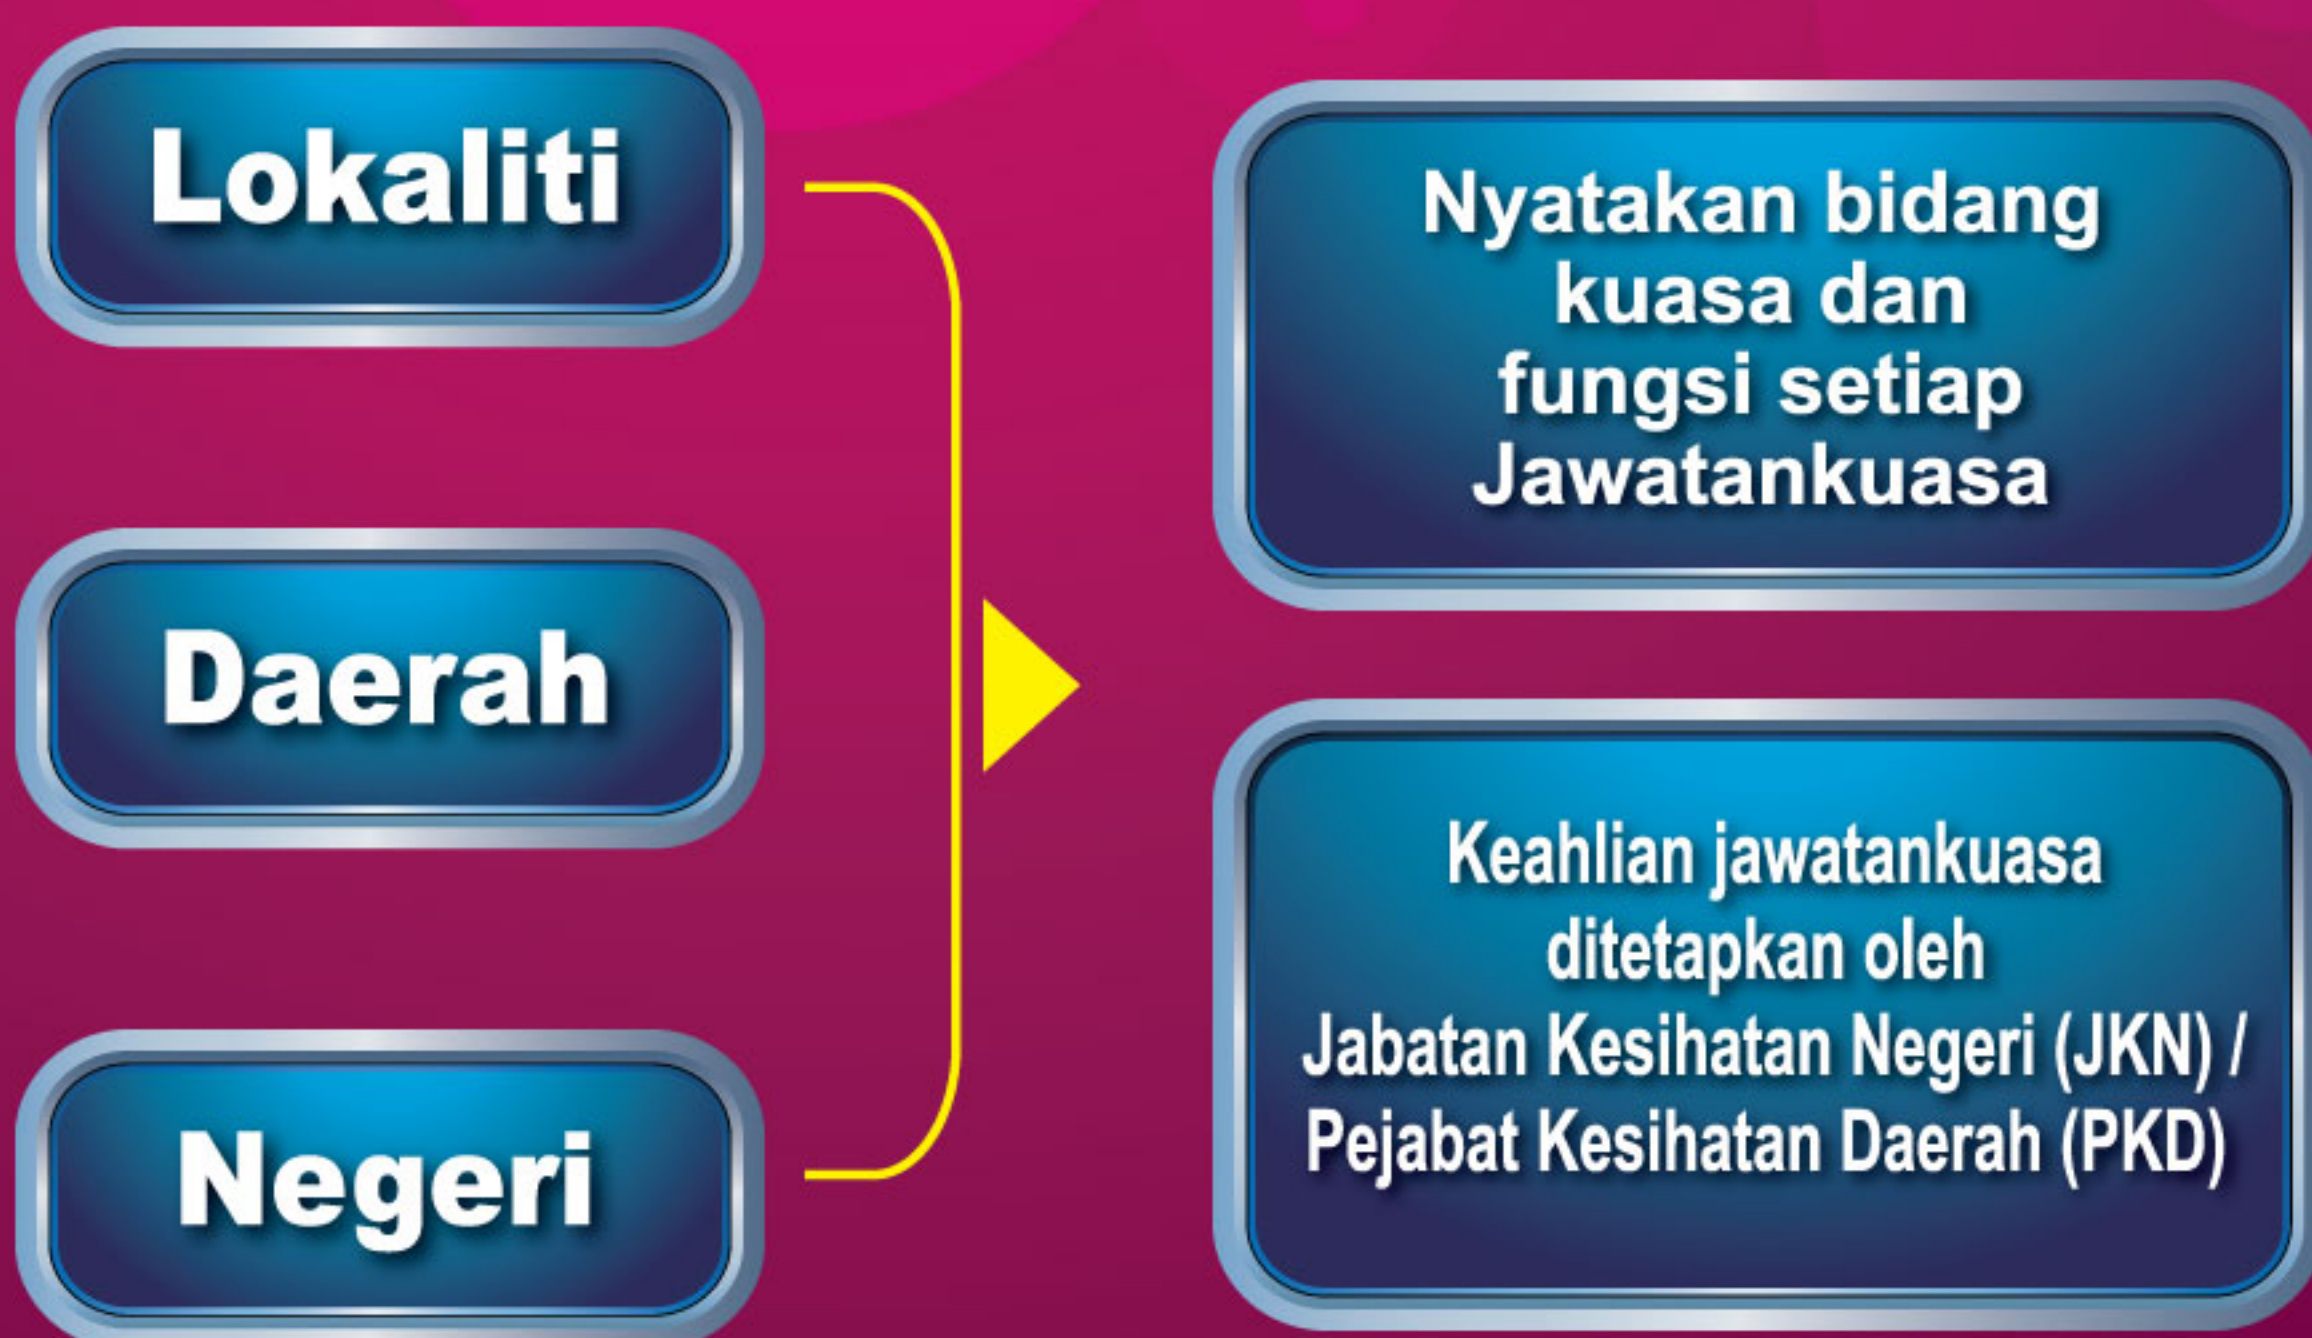 Lokaliti
Daerah
Negeri
Nyatakan bidang
kuasa dan
fungsi setiap
Jawatankuasa
Keahlian jawatankuasa
ditetapkan oleh
Jabatan Kesihatan Negeri (JKN) /
Pejabat Kesihatan Daerah (PKD)